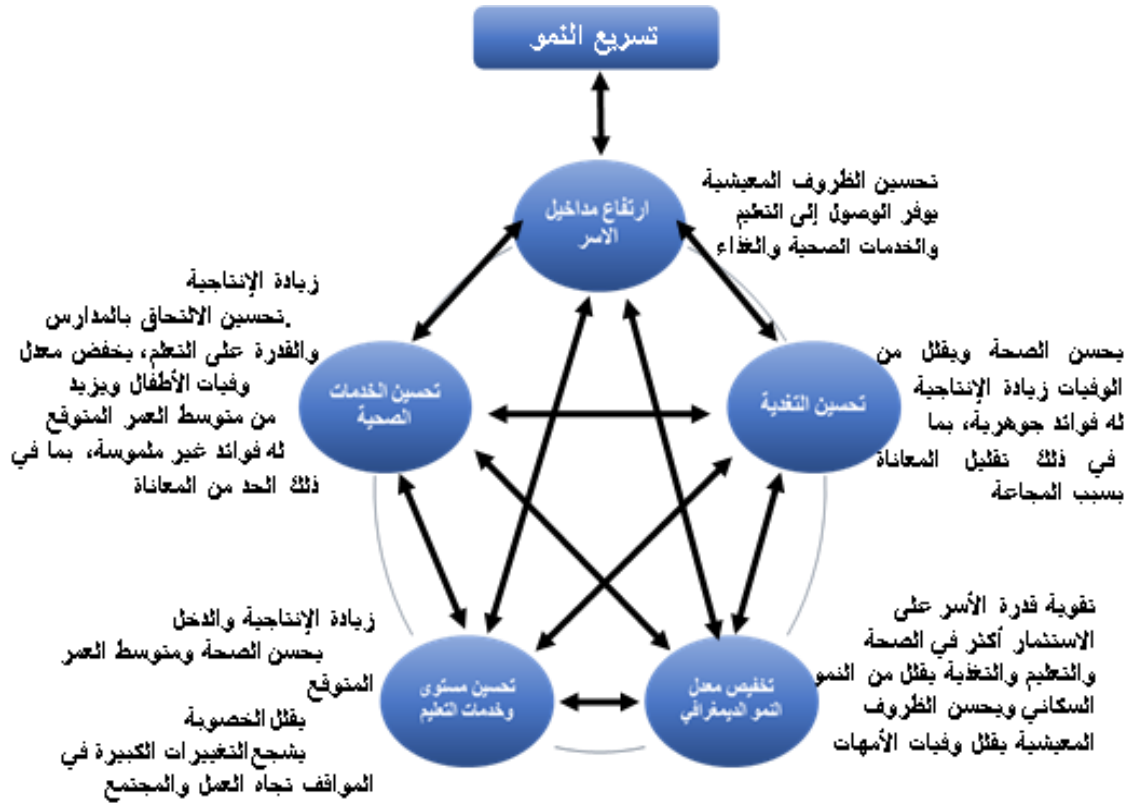 تسريع النمو
ارتفاع مداخيل
الاسر
تحسين الظروف المعيشية
يوفر الوصول إلى التعليم
والخدمات الصحية والغذاء
تحسين التغدية
يحسن الصحة ويقلل من
الوفيات زيادة الإنتاجية
له فوائد جوهرية، بما
في ذلك تقليل المعاناة
بسبب المجاعة
تحسين الخدمات
الصحية
زيادة الإنتاجية
.تحسين الالتحاق بالمدارس
والقدرة على التعلم، يخفض معدل
وفيات الأطفال ويزيد
من متوسط العمر المتوقع
له فوائد غير ملموسة، بما في
ذلك الحد من المعاناة
تخفيص معدل
النمو الديمغرافي
تقوية قدرة الأسر على
الاستثمار أكثر في الصحة
والتعليم والتغذية يقلل من النمو
السكاني ويحسن الظروف
المعيشية يقلل وفيات الأمهات
تحسين مستوى
وخدمات التعليم
زيادة الإنتاجية والدخل
يحسن الصحة ومتوسط العمر
المتوقع
يقلل الخصوبة
يشجع التغييرات الكبيرة في
المواقف تجاه العمل والمجتمع